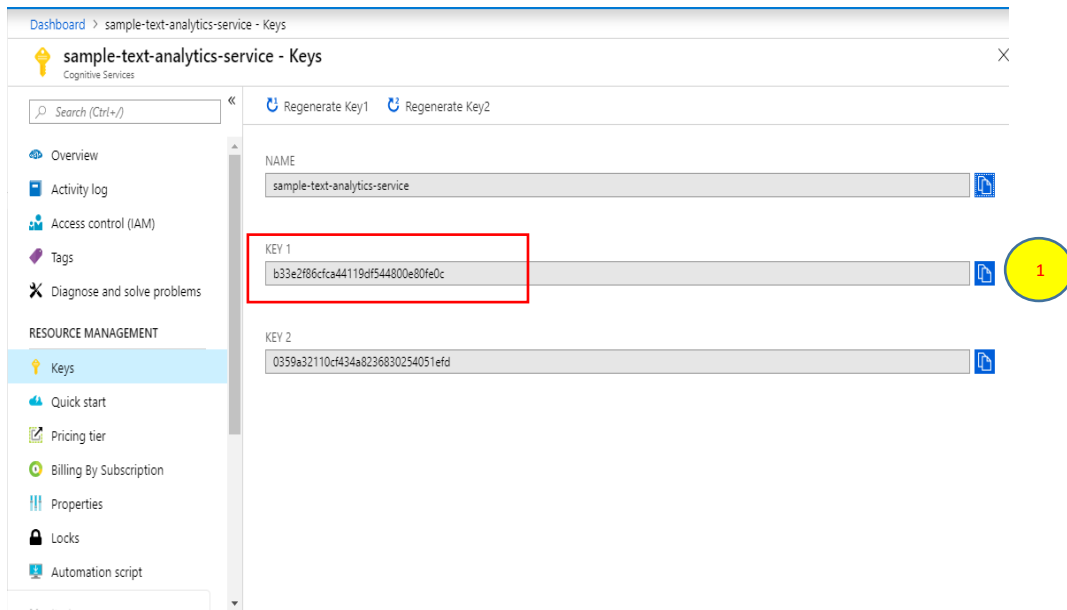 Dashboard > sample-text-analytics-service - Keys
sample-text-analytics-service - Keys
Cognitive Services
Search (Ctrl+/)
Overview
Activity log
Access control (IAM)
Tags
Diagnose and solve problems
RESOURCE MANAGEMENT
Keys
Quick start
Pricing tier
Billing By Subscription
Properties
Locks
Automation script
Regenerate Key1 Regenerate Key2
NAME
sample-text-analytics-service
KEY 1
b33e2f86cfca44119df544800e80fe0c
1
KEY 2
0359a32110cf434a8236830254051efd